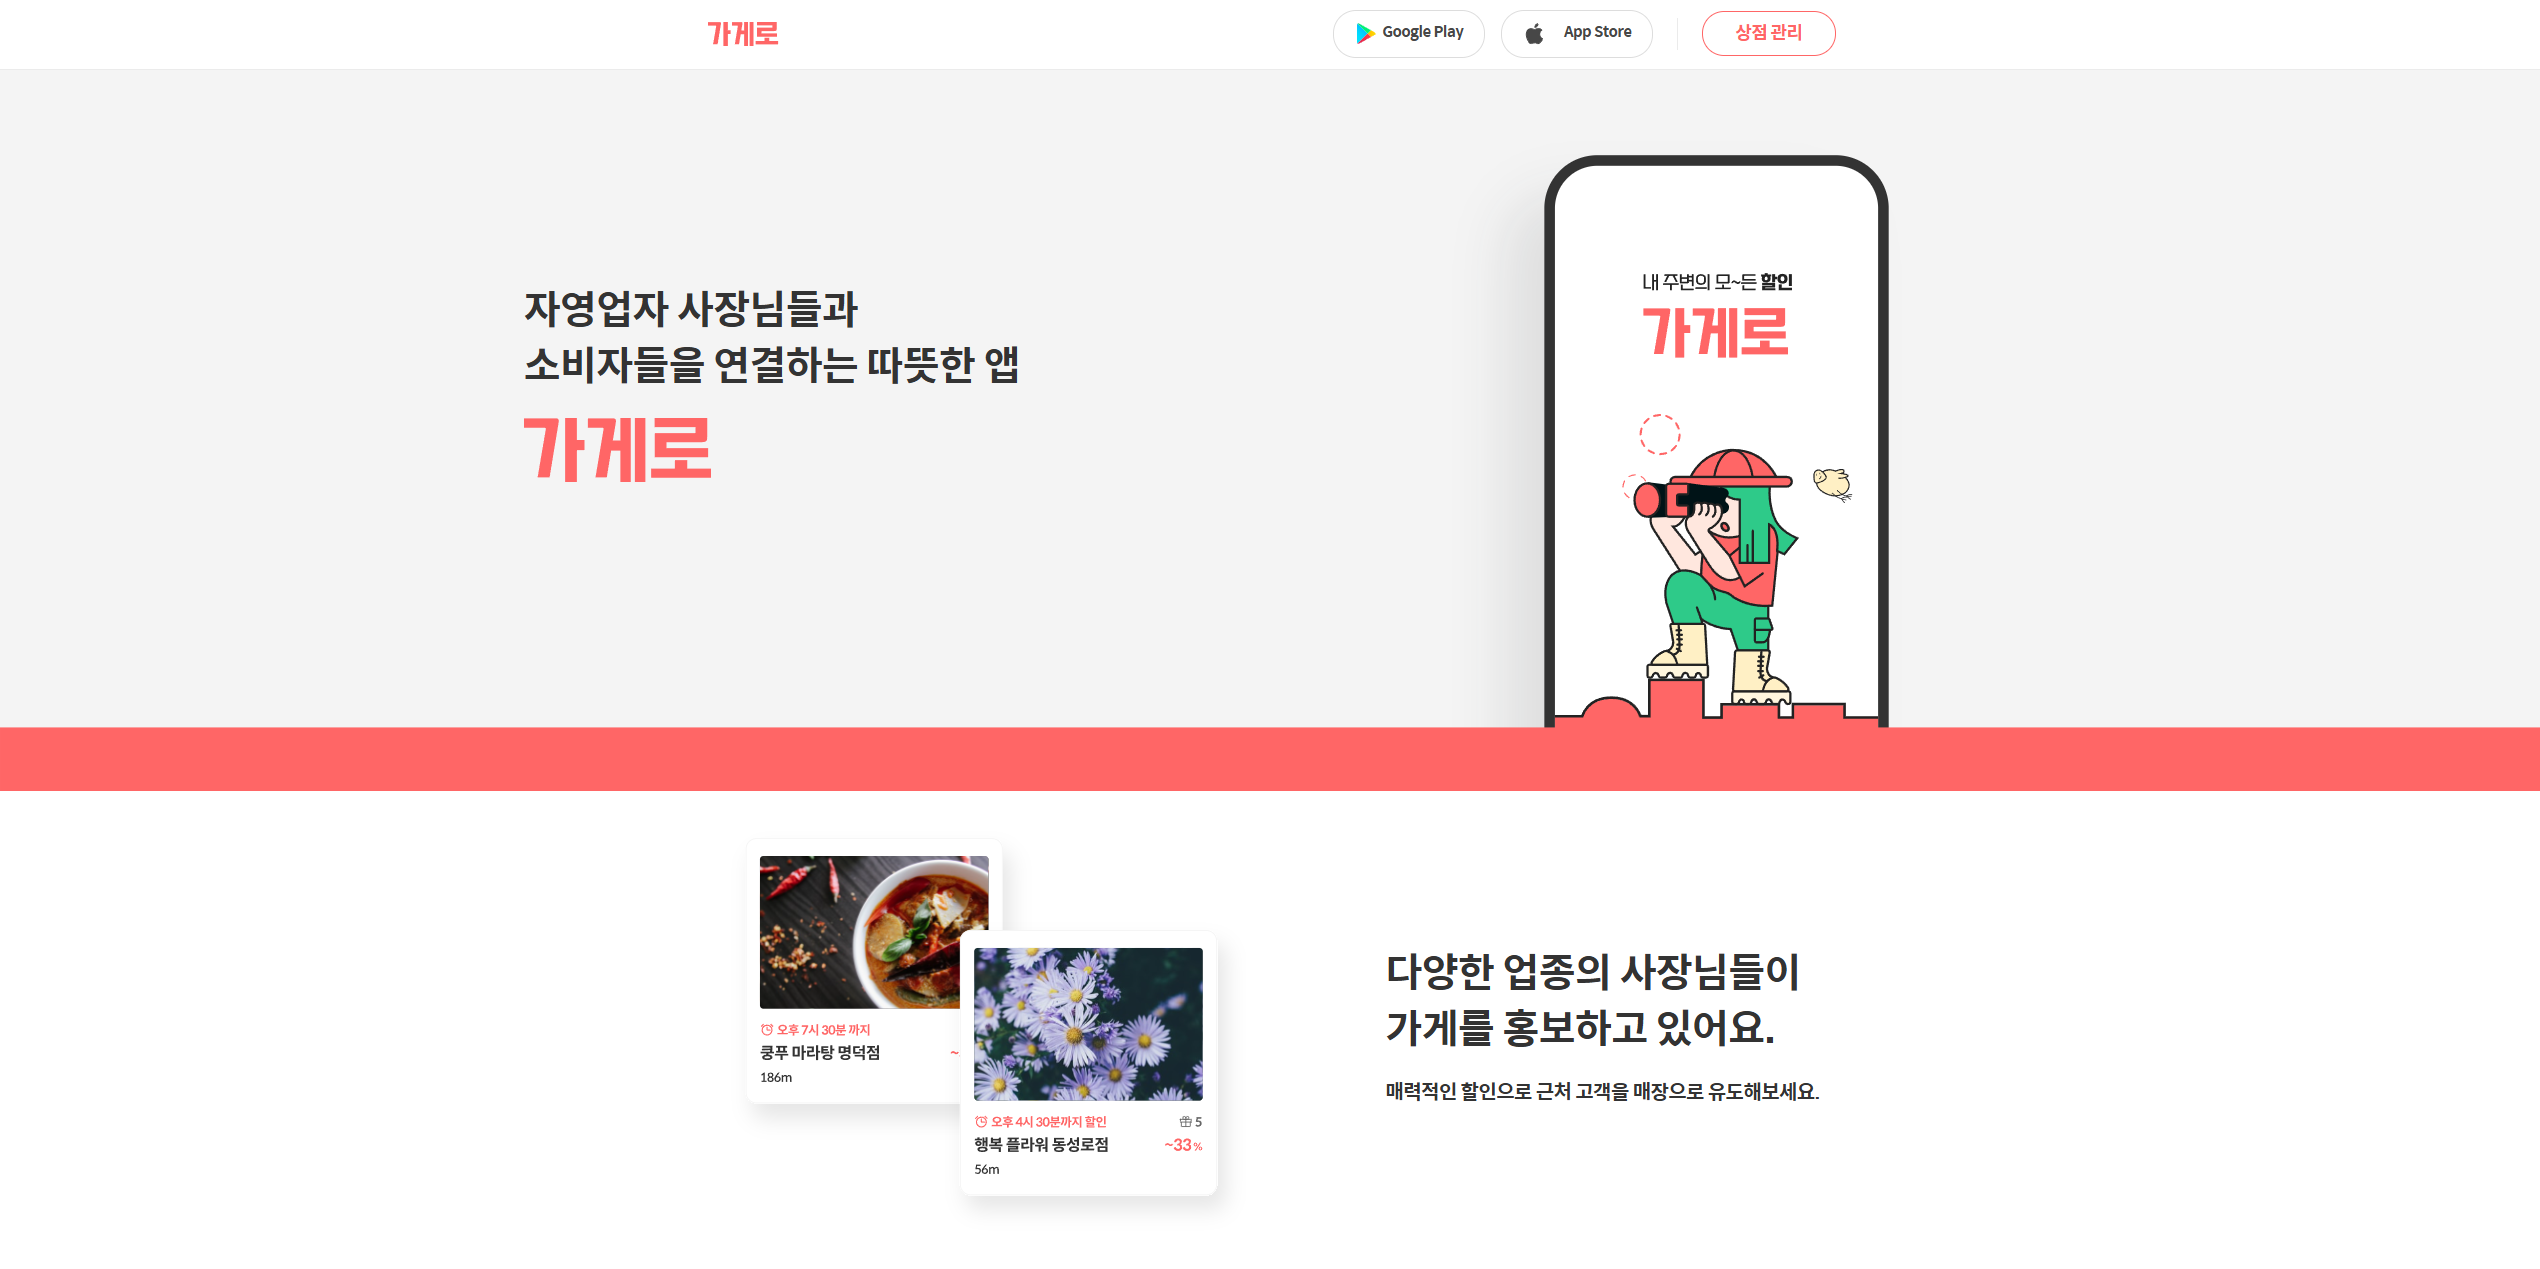 가게로
Google Play
App Store
상점 관리
자영업자 사장님들과
소비자들을 연결하는 따뜻한 앱
가게로
내 주변의 모~든 할인
가게로
오후 7시 30분 까지
쿵푸 마라탕 명덕점
~
186m
오후 4시 30분까지 할인
5
행복 플라워 동성로점
~33%
56m
다양한 업종의 사장님들이
가게를 홍보하고 있어요.
매력적인 할인으로 근처 고객을 매장으로 유도해보세요.